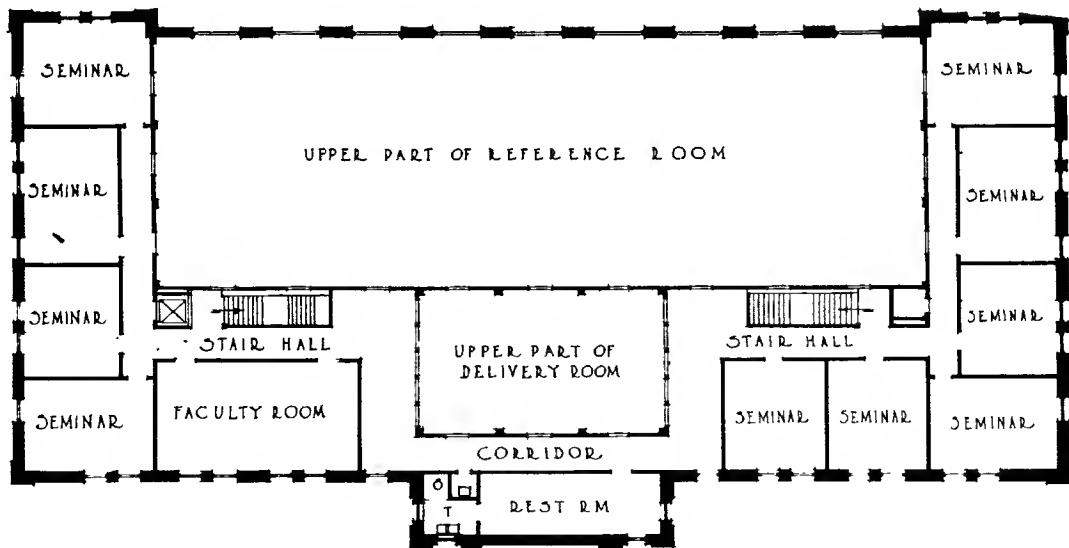 SEMINAR
SEMINAR
UPPER PART OF REFERENCE ROOM
SEMINAR
SEMINAR
SEMINAR
SEMINAR
STAIR HALL
STAIR HALL
UPPER PART OF
DELIVERY ROOM
FACULTY ROOM
SEMINAR
SEMINAR
SEMINAR
SEMINAR
CORRIDOR
REST RM
T